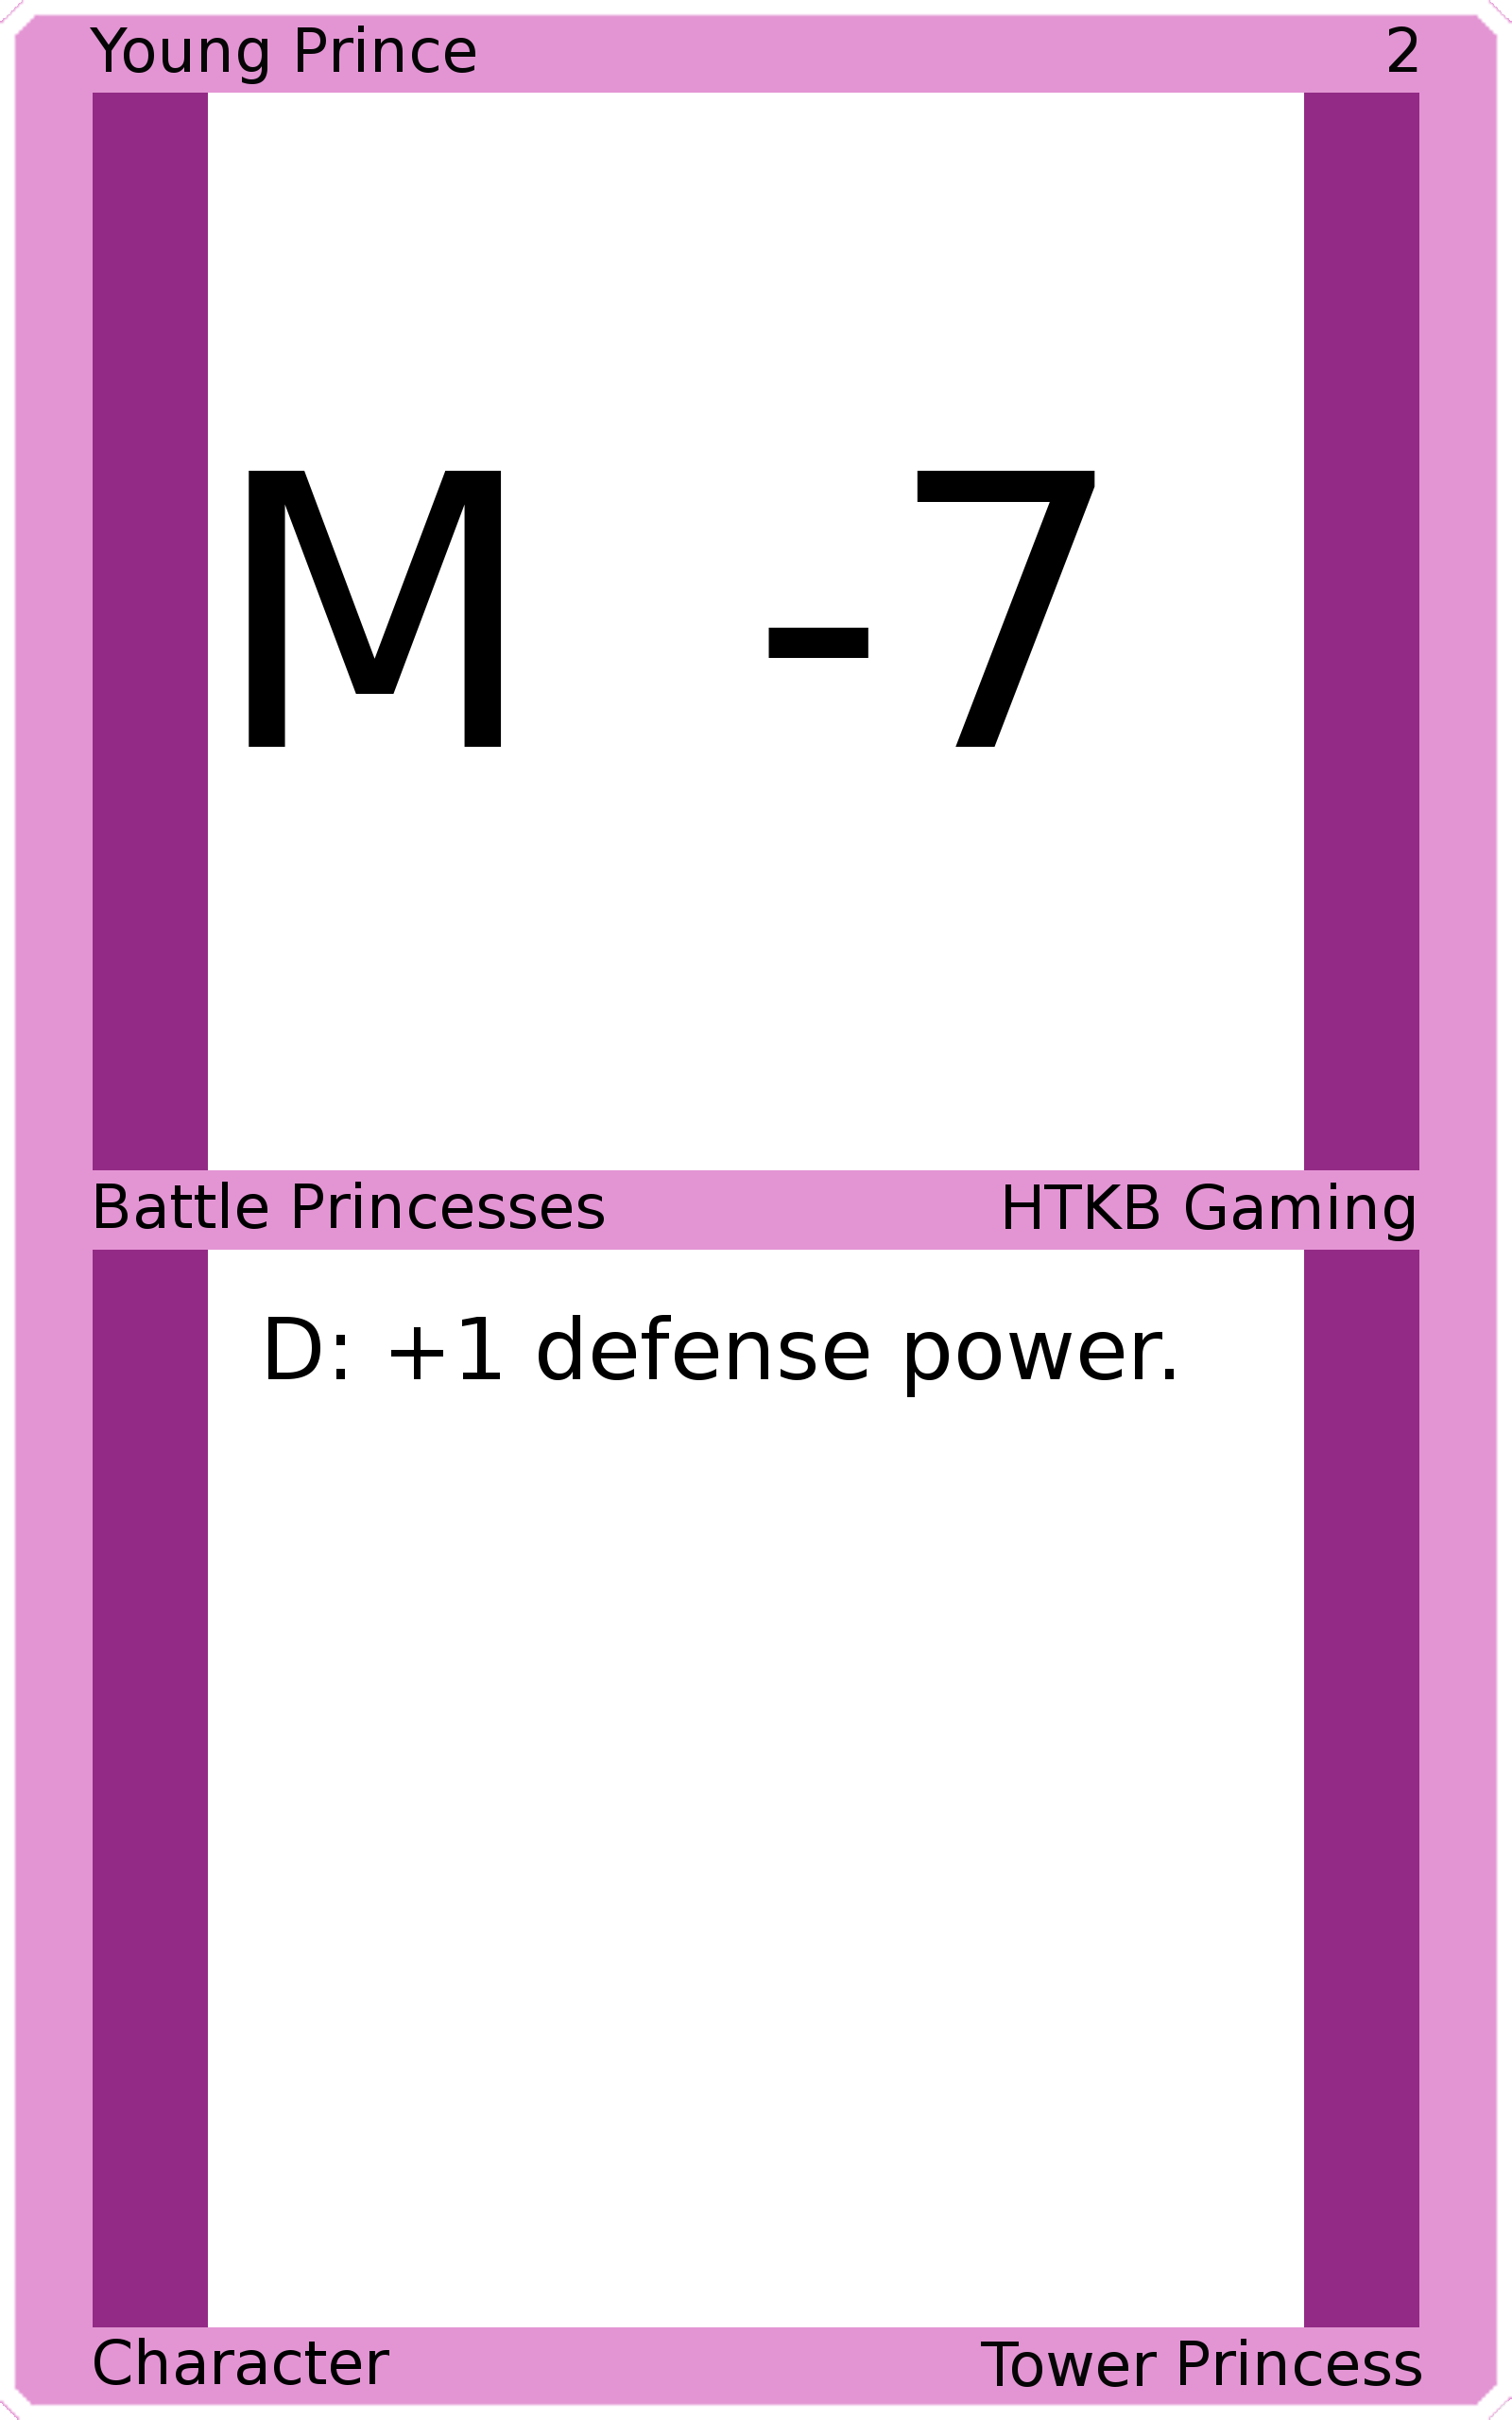 Young Prince 2
M -7
Battle Princesses HTKB Gaming
D: +1 defense power.
Character Tower Princess